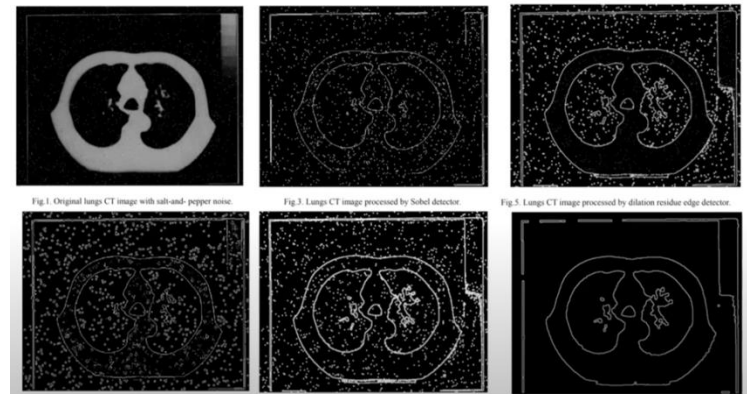 Fig.1. Original lungs CT image with salt-and- pepper noise.
Fig.3. Lungs CT image processed by Sobel detector.
Fig.5. Lungs CT image processed by dilation residue edge detector.